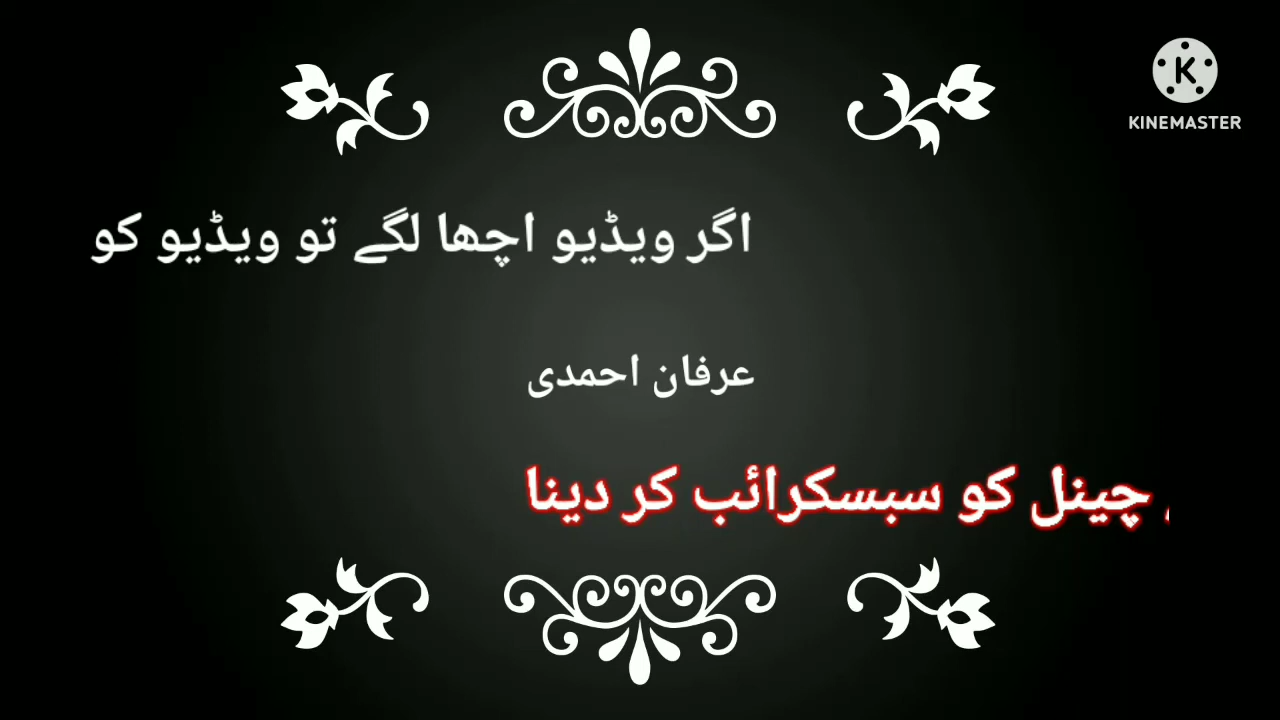 KINEMASTER
اگر ویڈیو اچھا لگے تو ویڈیو کو
عرفان احمدی
چینل کو سبسکرائب کر دینا